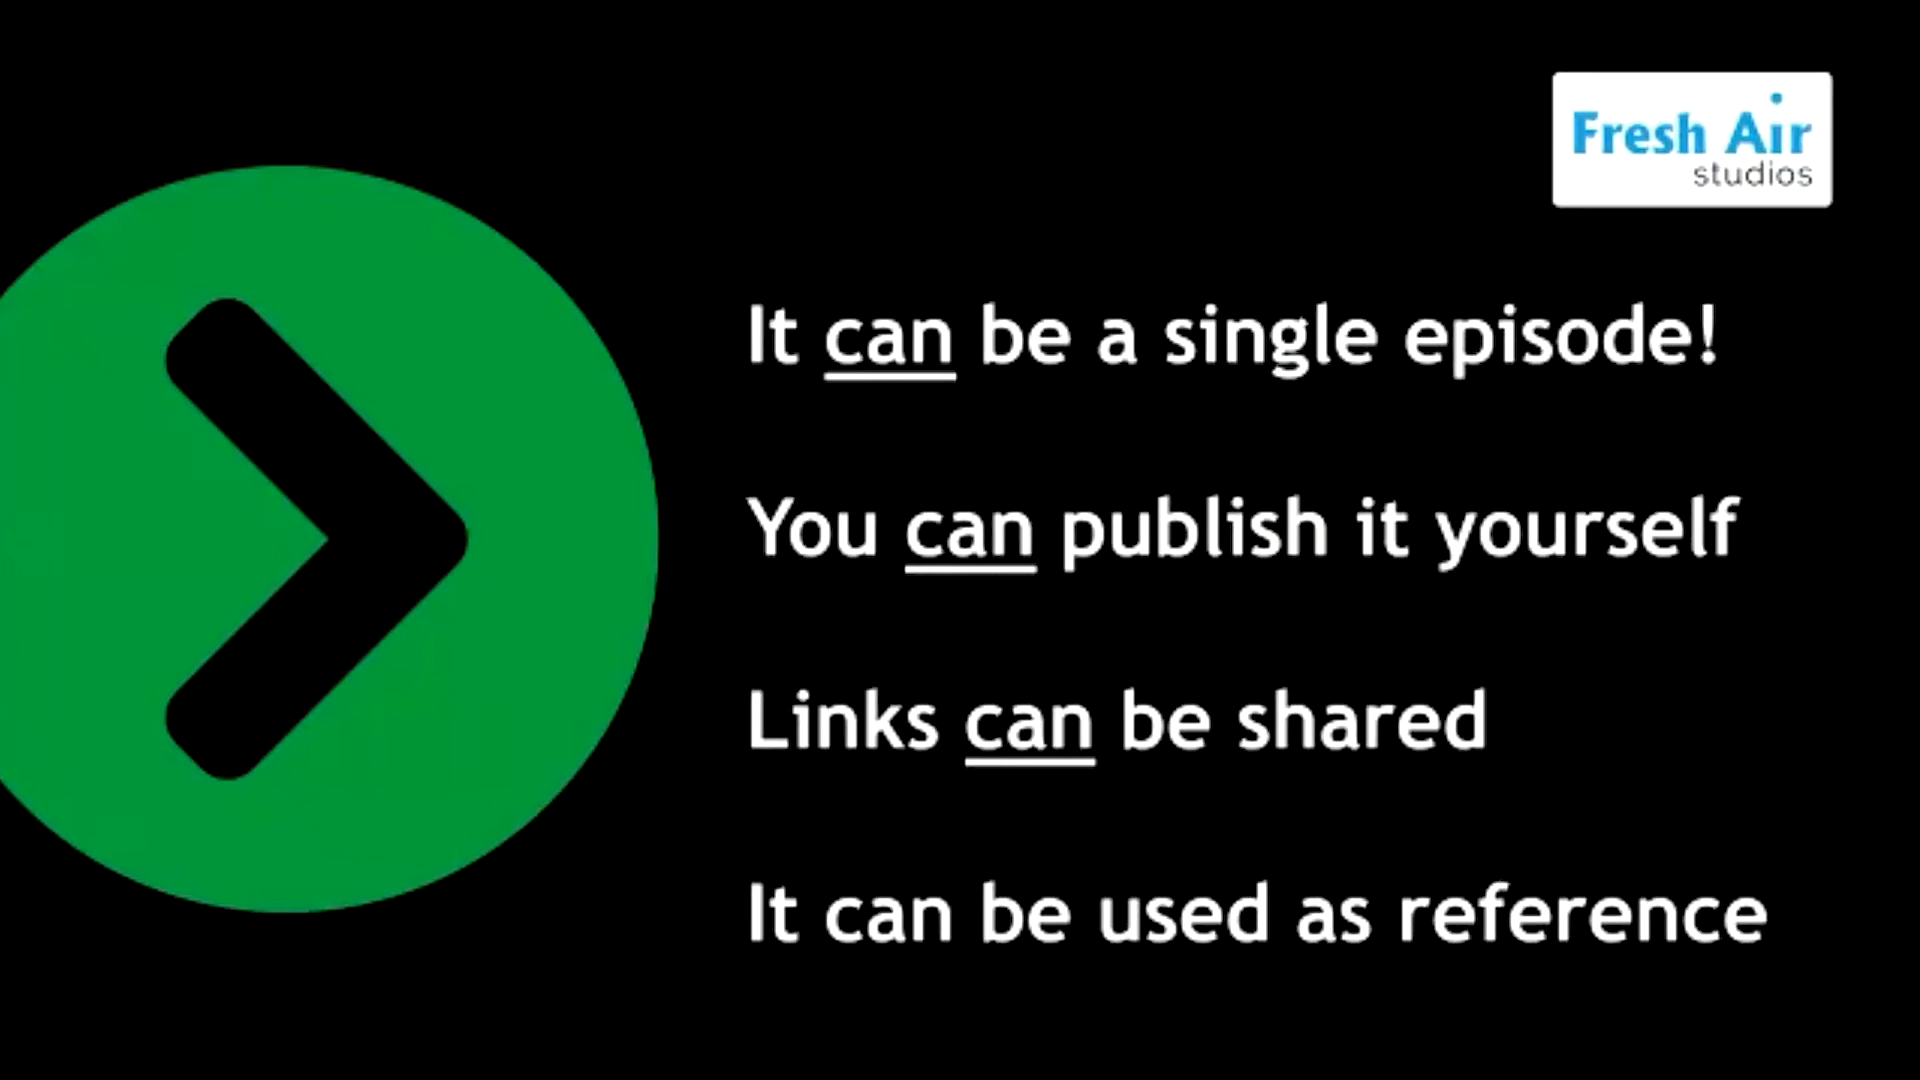 Fresh Air
studios
It can be a single episode!
You can publish it yourself
Links can be shared
It can be used as reference